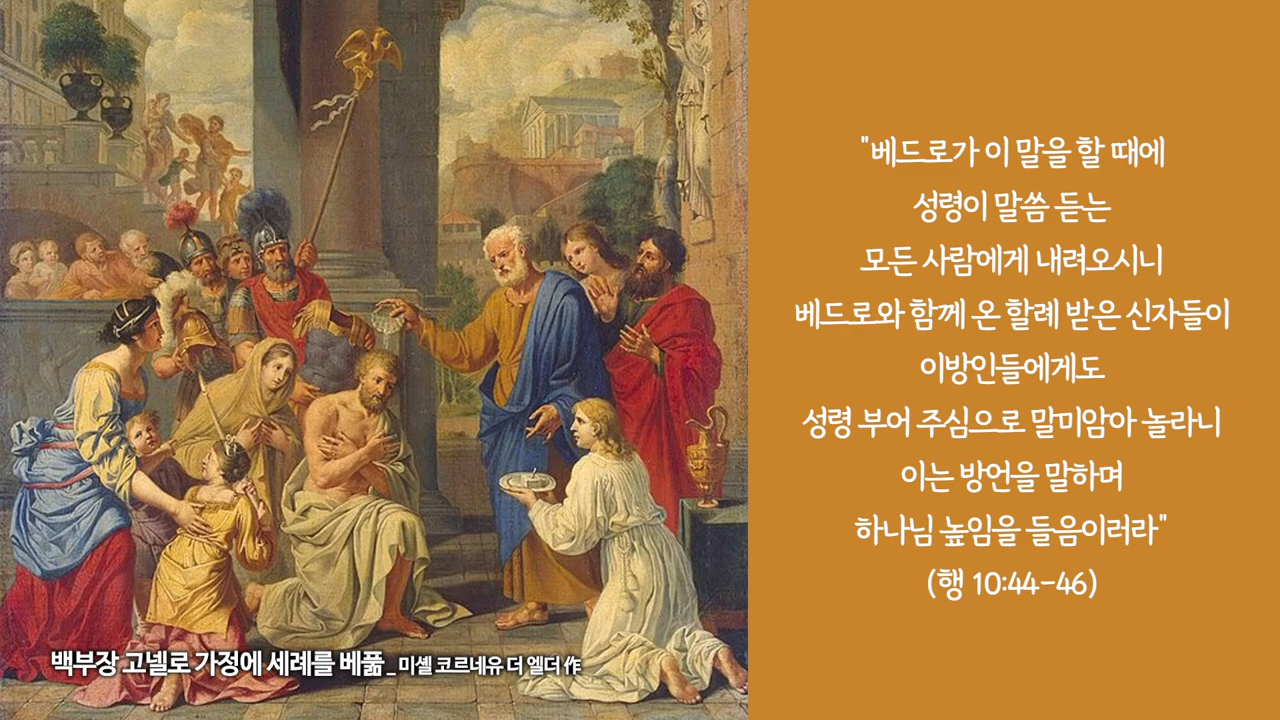 "베드로가 이 말을 할 때에
성령이 말씀 듣는
모든 사람에게 내려오시니
베드로와 함께 온 할례 받은 신자들이
이방인들에게도
성령 부어 주심으로 말미암아 놀라니
이는 방언을 말하며
하나님 높임을 들음이러라"
(행 10:44-46)
백부장 고넬로 가정에 세례를 베풂 _ 미셸 코르네유 더 엘더 作